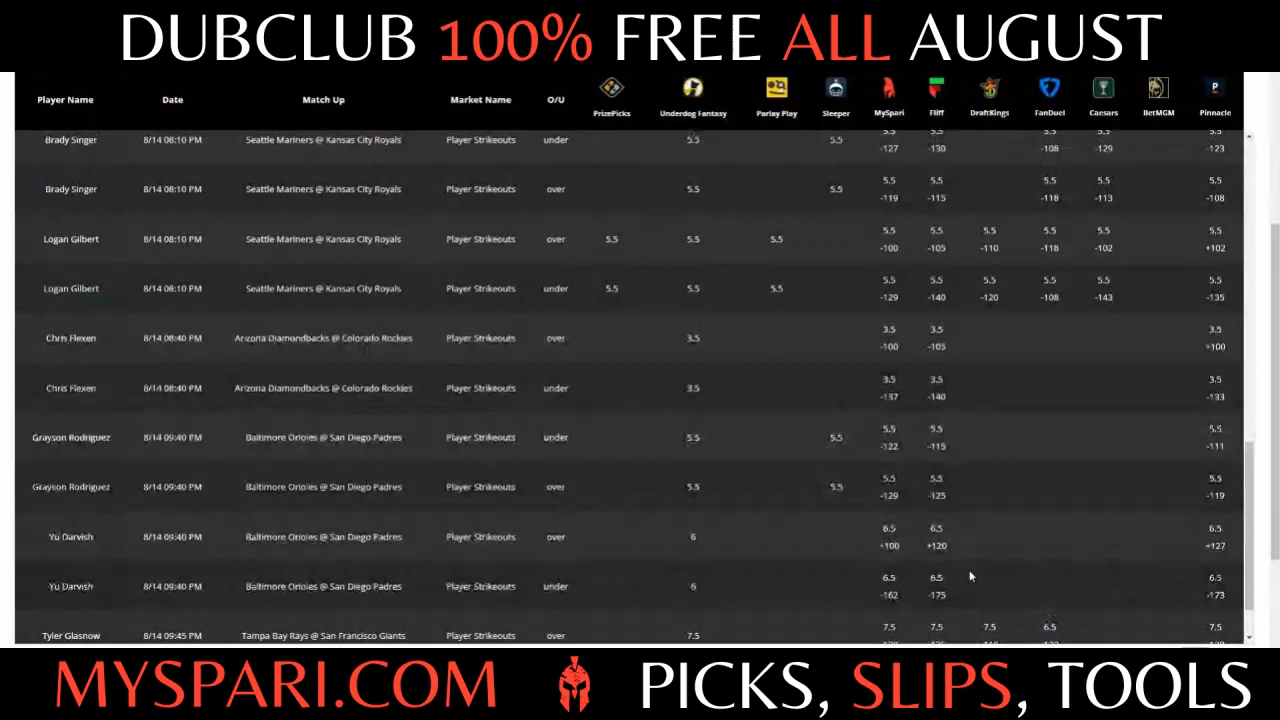 DUBCLUB 100% FREE ALL AUGUST
Player Name Date Match Up Market Name O/U PrizePicks Underdog Fantasy Parlay Play Sleeper MySpari Fliff DraftKings FanDuel Caesars BetMGM Pinnacle
Brady Singer 8/14 08:10 PM Seattle Mariners @ Kansas City Royals Player Strikeouts under 5.5 5.5 5.5 5.5 5.5 5.5 5.5
-127 -130 -108 -129 -123
Brady Singer 8/14 08:10 PM Seattle Mariners @ Kansas City Royals Player Strikeouts over 5.5 5.5 5.5 5.5 5.5 5.5 5.5
-119 -115 -118 -113 -108
Logan Gilbert 8/14 08:10 PM Seattle Mariners @ Kansas City Royals Player Strikeouts over 5.5 5.5 5.5 5.5 5.5 5.5 5.5 5.5 5.5
-100 -105 -110 -118 -102 +102
Logan Gilbert 8/14 08:10 PM Seattle Mariners @ Kansas City Royals Player Strikeouts under 5.5 5.5 5.5 5.5 5.5 5.5 5.5 5.5 5.5
-129 -140 -120 -108 -143 -135
Chris Flexen 8/14 08:40 PM Arizona Diamondbacks @ Colorado Rockies Player Strikeouts over 3.5 3.5 3.5 3.5
-100 -105 +100
Chris Flexen 8/14 08:40 PM Arizona Diamondbacks @ Colorado Rockies Player Strikeouts under 3.5 3.5 3.5 3.5
-137 -140 -133
Grayson Rodriguez 8/14 09:40 PM Baltimore Orioles @ San Diego Padres Player Strikeouts under 5.5 5.5 5.5 5.5 5.5
-122 -115 -111
Grayson Rodriguez 8/14 09:40 PM Baltimore Orioles @ San Diego Padres Player Strikeouts over 5.5 5.5 5.5 5.5 5.5
-129 -125 -119
Yu Darvish 8/14 09:40 PM Baltimore Orioles @ San Diego Padres Player Strikeouts over 6 6.5 6.5 6.5
+100 +120 +127
Yu Darvish 8/14 09:40 PM Baltimore Orioles @ San Diego Padres Player Strikeouts under 6 6.5 6.5 6.5
-162 -175 -173
Tyler Glasnow 8/14 09:45 PM Tampa Bay Rays @ San Francisco Giants Player Strikeouts over 7.5 7.5 7.5 7.5 6.5 7.5
MYSPARI.COM PICKS, SLIPS, TOOLS